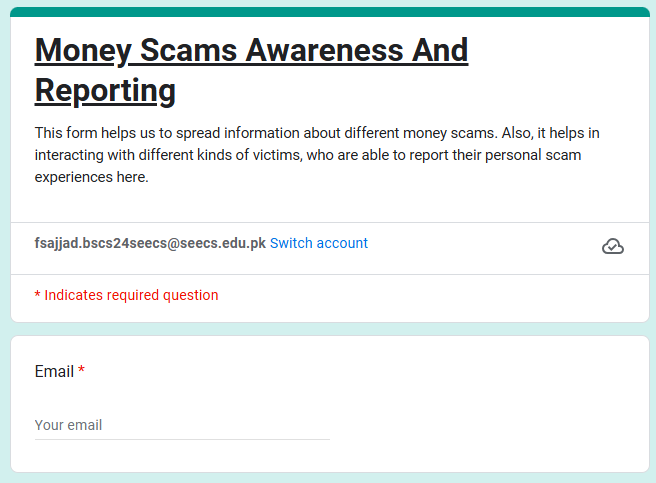 Money Scams Awareness And
Reporting
This form helps us to spread information about different money scams. Also, it helps in
interacting with different kinds of victims, who are able to report their personal scam
experiences here.
fsajjad.bscs24seecs@seecs.edu.pk Switch account
* Indicates required question
Email *
Your email